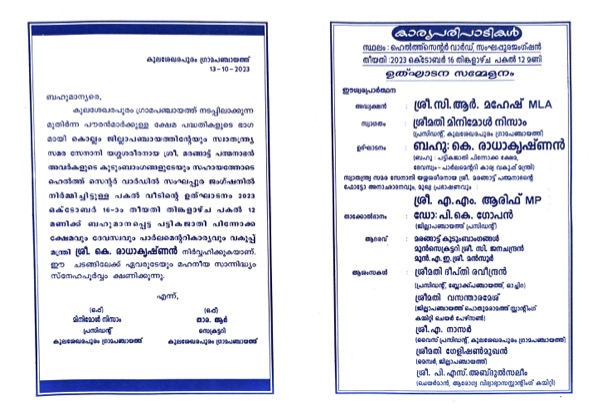 കുലശേഖരപുരം ഗ്രാമപഞ്ചായത്ത്
13-10-2023
ബഹുമാന്യരെ,
കുലശേഖരപുരം ഗ്രാമപഞ്ചായത്ത് നടപ്പിലാക്കുന്ന
മുതിർന്ന പൗരൻമാർക്കുള്ള ക്ഷേമ പദ്ധതികളുടെ ഭാഗ
മായി കൊല്ലം ജില്ലാപഞ്ചായത്തിന്റേയും സ്വാതന്ത്ര്യ
സമര സേനാനി യശ്ശശരീരനായ ശ്രീ. മരങ്ങാട്ട് പത്മനാഭൻ
അവർകളുടെ കുടുംബാംഗങ്ങളുടേയും സഹായത്തോടെ
ഹെൽത്ത് സെന്റർ വാർഡിൽ സംഘപ്പുര ജംഗ്ഷനിൽ
നിർമ്മിച്ചിട്ടുള്ള പകൽ വീടിന്റെ ഉത്ഘാടനം 2023
ഒക്ടോബർ 16-ാം തീയതി തിങ്കളാഴ്ച പകൽ 12
മണിക്ക് ബഹുമാനപ്പെട്ട പട്ടികജാതി പിന്നോക്ക
ക്ഷേമവും ദേവസ്വവും പാർലമെന്ററികാര്യവും വകുപ്പ്
മന്ത്രി ശ്രീ. കെ. രാധാകൃഷ്ണൻ നിർവ്വഹിക്കുകയാണ്.
ഈ ചടങ്ങിലേക്ക് ഏവരുടേയും മഹനീയ സാന്നിദ്ധ്യം
സ്നേഹപൂർവ്വം ക്ഷണിക്കുന്നു.
എന്ന്,
(ഒപ്പ്) (ഒപ്പ്)
മിനിമോൾ നിസാം താര. ആർ
പ്രസിഡന്റ് സെക്രട്ടറി
കുലശേഖരപുരം ഗ്രാമപഞ്ചായത്ത് കുലശേഖരപുരം ഗ്രാമപഞ്ചായത്ത്
കാര്യപരിപാടികൾ
സ്ഥലം : ഹെൽത്ത്സെന്റർ വാർഡ്, സംഘപ്പുരജംഗ്ഷൻ
തീയതി :2023 ഒക്ടോബർ 16 തിങ്കളാഴ്ച പകൽ 12 മണി
ഉത്ഘാടന സമ്മേളനം
ഈശ്വരപ്രാർത്ഥന
അദ്ധ്യക്ഷൻ : ശ്രീ.സി.ആർ. മഹേഷ് MLA
സ്വാഗതം : ശ്രീമതി മിനിമോൾ നിസാം
(പ്രസിഡന്റ്, കുലശേഖരപുരം ഗ്രാമപഞ്ചായത്ത്)
ഉത്ഘാടനം : ബഹു: കെ. രാധാകൃഷ്ണൻ
(ബഹു : പട്ടികജാതി പിന്നോക്ക ക്ഷേമ,
ദേവസ്വം - പാർലമെന്ററി കാര്യ വകുപ്പ് മന്ത്രി)
സ്വാതന്ത്ര്യ സമര സേനാനി യശ്ശശരീരനായ ശ്രീ. മരങ്ങാട്ട് പത്മനാഭന്റെ
ഫോട്ടോ അനാഛാദനവും, മുഖ്യ പ്രഭാഷണവും
: ശ്രീ. എ.എം. ആരിഫ് MP
താക്കോൽദാനം : ഡോ: പി.കെ. ഗോപൻ
(ജില്ലാപഞ്ചായത്ത് പ്രസിഡന്റ്)
ആദരവ് : മരങ്ങാട്ട് കുടുംബാംഗങ്ങൾ
മുൻസെക്രട്ടറി ശ്രീ. സി. ജനചന്ദ്രൻ
മുൻ.എ.ഇ.ശ്രീ. മൻസൂർ
ആശംസകൾ : ശ്രീമതി ദീപ്തി രവീന്ദ്രൻ
(പ്രസിഡന്റ്, ബ്ലോക്ക്പഞ്ചായത്ത്, ഓച്ചിറ)
ശ്രീമതി വസന്താരമേശ്
(ജില്ലാപഞ്ചായത്ത് പൊതുമരാമത്ത് സ്റ്റാന്റിംഗ്
കമ്മിറ്റി ചെയർ പേഴ്സൺ)
ശ്രീ. എ. നാസർ
(വൈസ് പ്രസിഡന്റ്, കുലശേഖരപുരം ഗ്രാമപഞ്ചായത്ത്)
ശ്രീമതി ഗേളിഷൺമുഖൻ
(മെമ്പർ, ജില്ലാപഞ്ചായത്ത്)
ശ്രീ. പി.എസ്.അബ്ദുൽസലീം
(ചെയർമാൻ, ആരോഗ്യ വിദ്യാഭ്യാസസ്റ്റാന്റിംഗ് കമ്മിറ്റി)